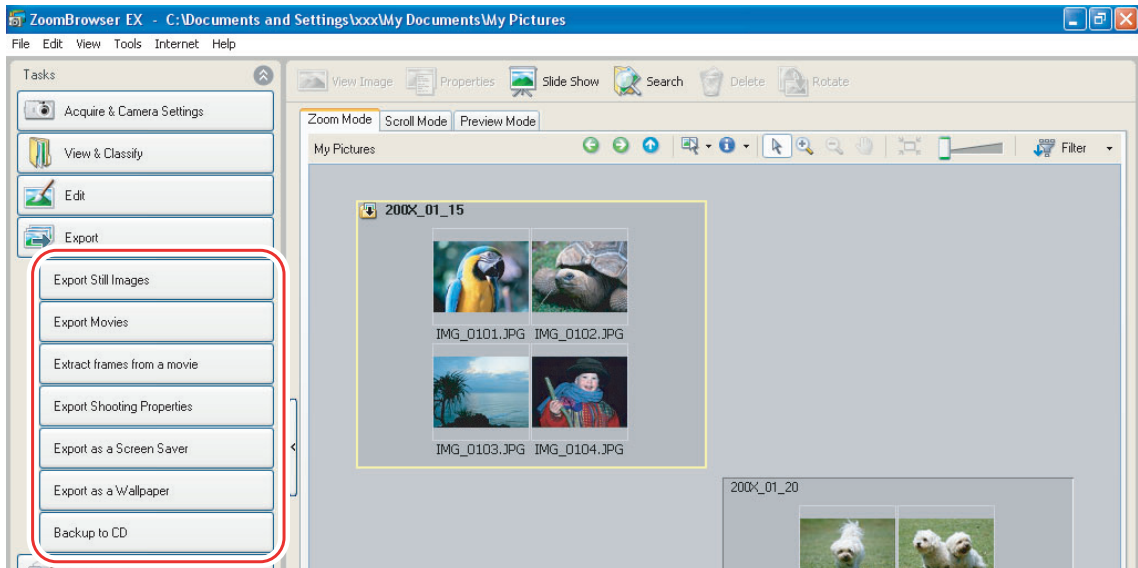 ZoomBrowser EX - C:\Documents and Settings\xxx\My Documents\My Pictures
File Edit View Tools Internet Help
Tasks
Acquire & Camera Settings
View & Classify
Edit
Export
Export Still Images
Export Movies
Extract frames from a movie
Export Shooting Properties
Export as a Screen Saver
Export as a Wallpaper
Backup to CD
View Image Properties Slide Show Search Delete Rotate
Zoom Mode Scroll Mode Preview Mode
My Pictures Filter
200X_01_15
IMG_0101.JPG IMG_0102.JPG
IMG_0103.JPG IMG_0104.JPG
200X_01_20